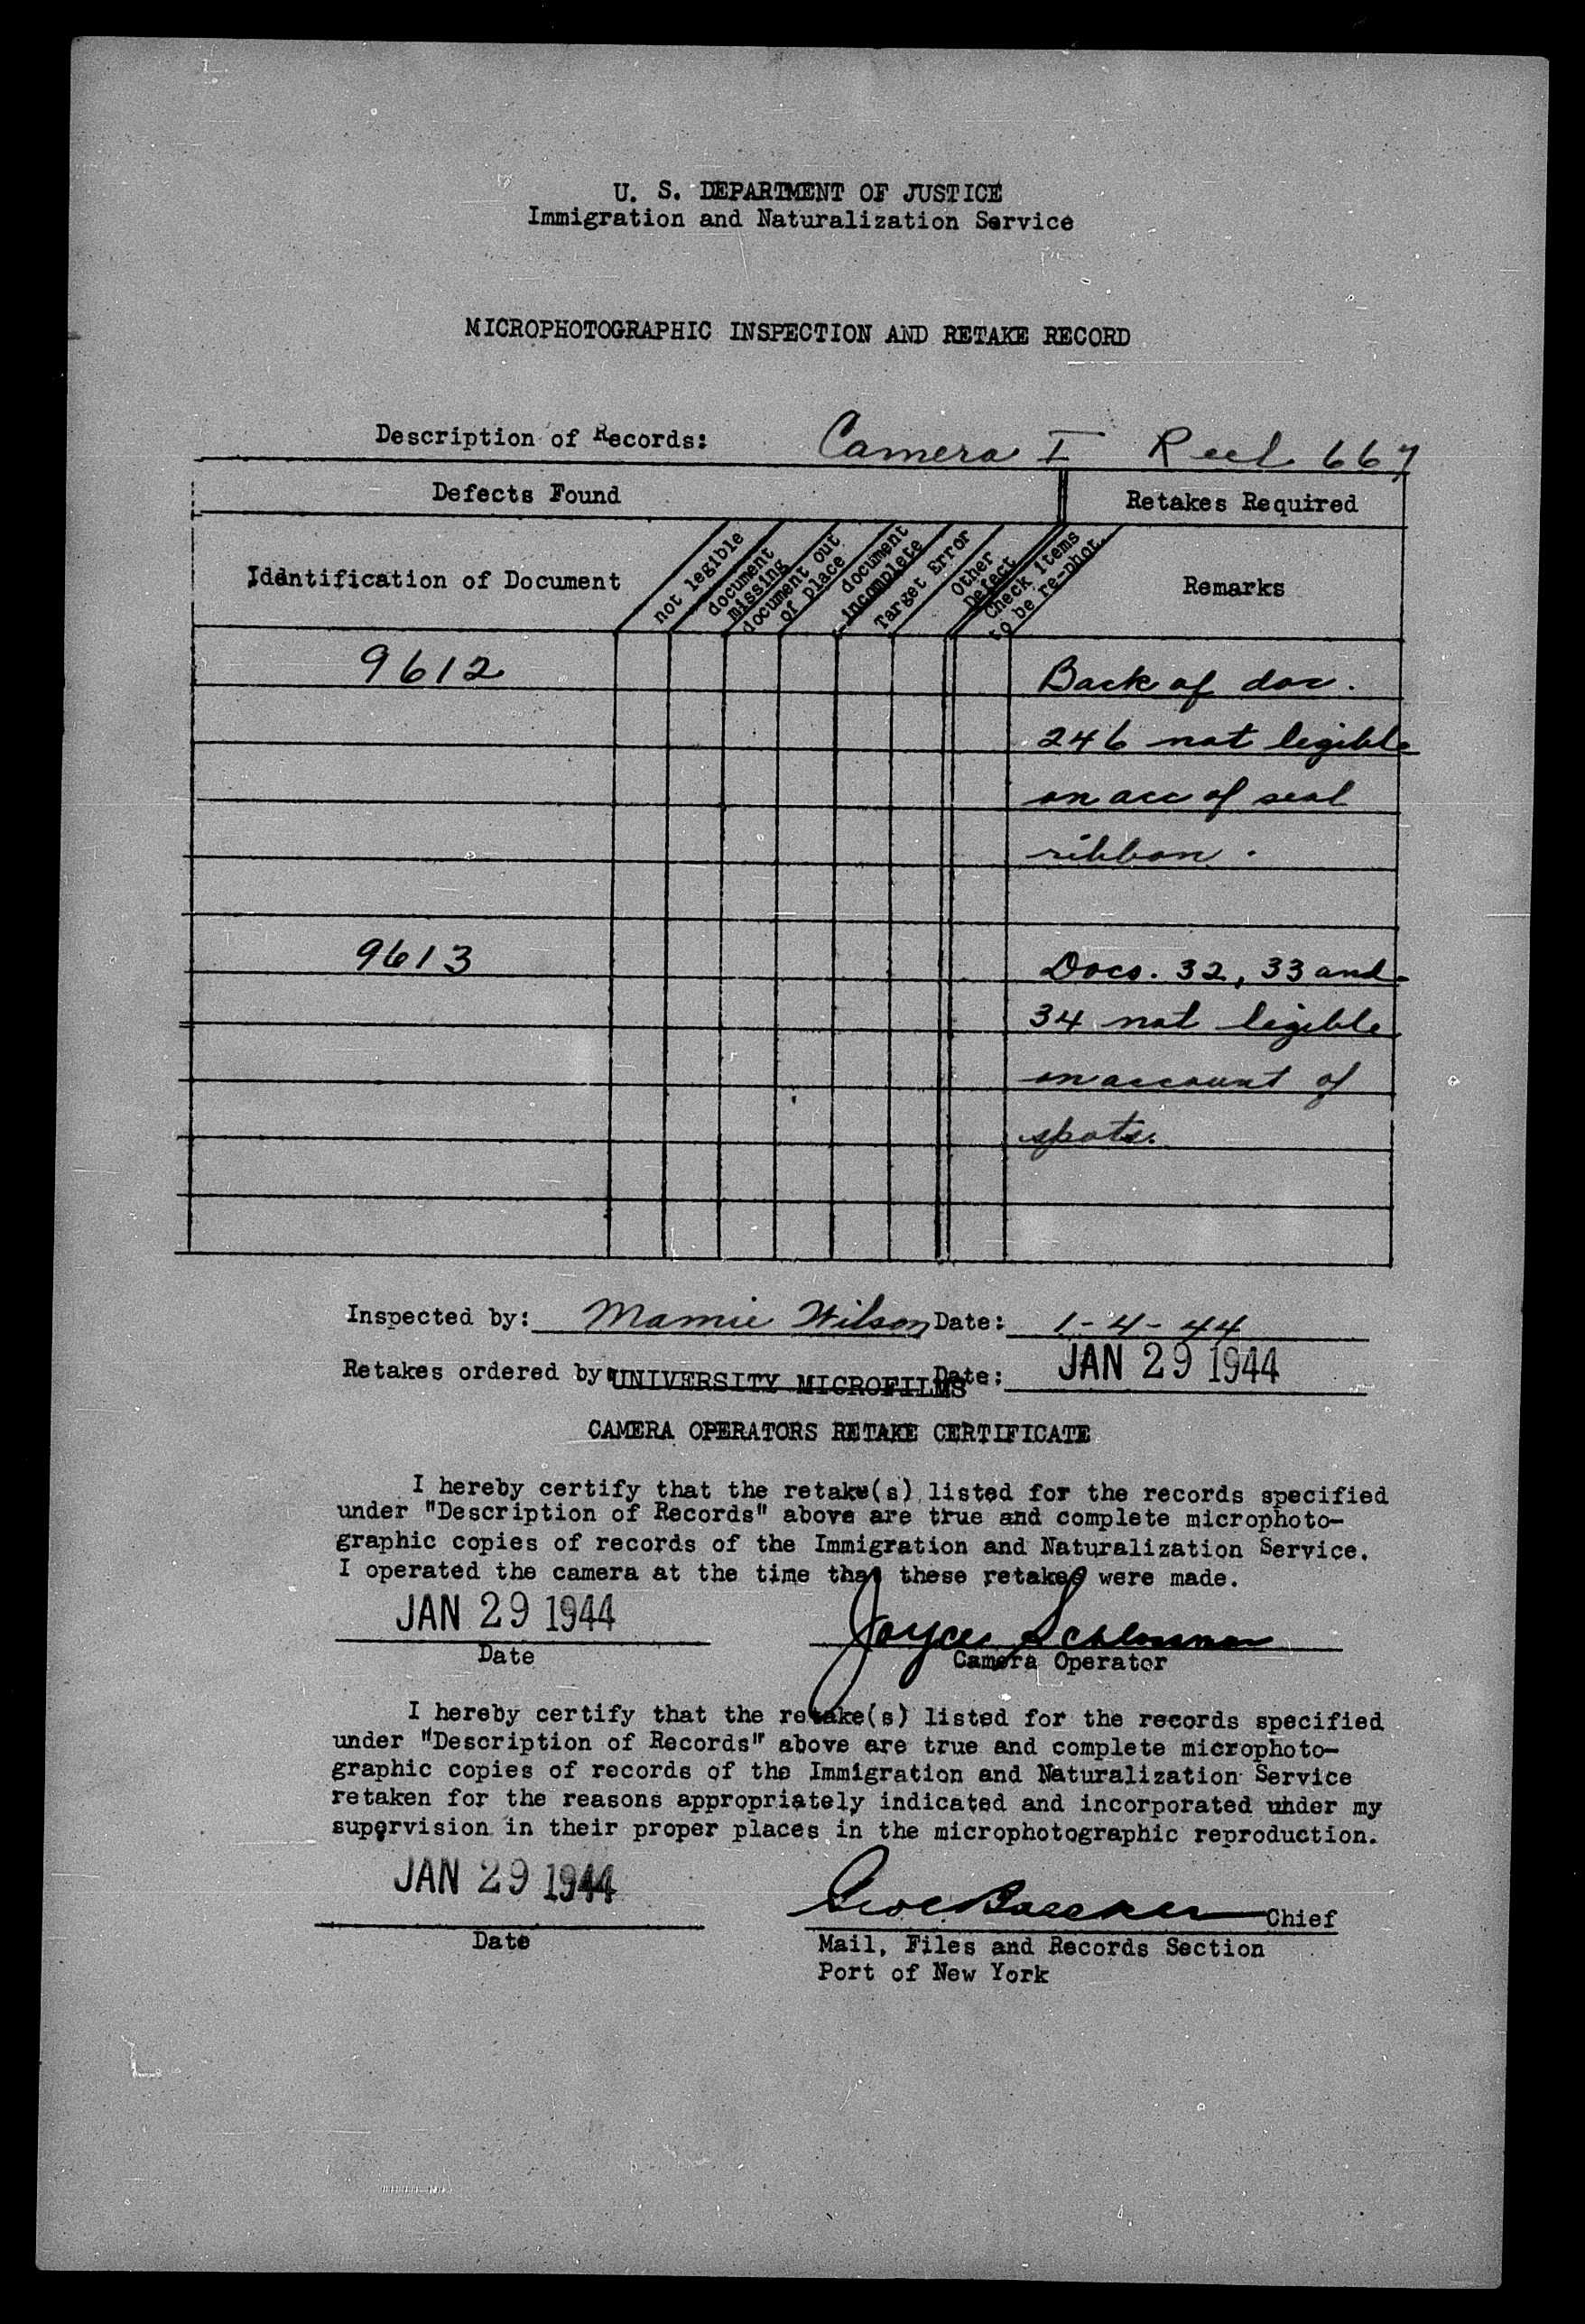 U. S. DEPARTMENT OF JUSTICE
Immigration and Naturalization Service
MICROPHOTOGRAPHIC INSPECTION AND RETAKE RECORD
Description of Records: Camera I Reel 667
Defects Found
Retakes Required
Identification of Document
not legible
document
missing
document out
of place
document
incomplete
Target Error
Other
Defect
Check items
to be re-phot.
Remarks
9612
Back of doc.
246 not legible
on acc of seal
ribbon.
9613
Docs. 32, 33 and
34 not legible
on account of
spots.
Inspected by: Mamie Wilson Date: 1-4-44
Retakes ordered by: UNIVERSITY MICROFILMS Date: JAN 29 1944
CAMERA OPERATORS RETAKE CERTIFICATE
I hereby certify that the retake(s) listed for the records specified
under "Description of Records" above are true and complete microphoto-
graphic copies of records of the Immigration and Naturalization Service.
I operated the camera at the time that these retakes were made.
JAN 29 1944
Date
Joyce
Camera Operator
I hereby certify that the retake(s) listed for the records specified
under "Description of Records" above are true and complete microphoto-
graphic copies of records of the Immigration and Naturalization Service
retaken for the reasons appropriately indicated and incorporated under my
supervision in their proper places in the microphotographic reproduction.
JAN 29 1944
Date
Chief
Mail, Files and Records Section
Port of New York